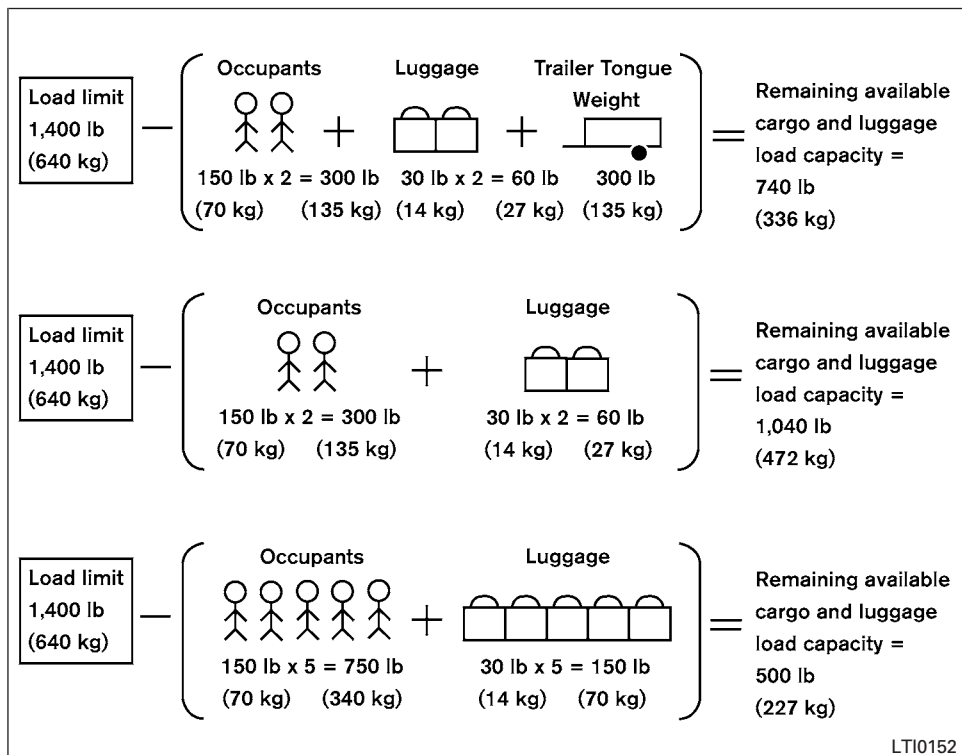 Load limit
1,400 lb
(640 kg)
Occupants
150 lb x 2 = 300 lb
(70 kg) (135 kg)
Luggage
30 lb x 2 = 60 lb
(14 kg) (27 kg)
Trailer Tongue
Weight
300 lb
(135 kg)
Remaining available
cargo and luggage
load capacity =
740 lb
(336 kg)
Load limit
1,400 lb
(640 kg)
Occupants
150 lb x 2 = 300 lb
(70 kg) (135 kg)
Luggage
30 lb x 2 = 60 lb
(14 kg) (27 kg)
Remaining available
cargo and luggage
load capacity =
1,040 lb
(472 kg)
Load limit
1,400 lb
(640 kg)
Occupants
150 lb x 5 = 750 lb
(70 kg) (340 kg)
Luggage
30 lb x 5 = 150 lb
(14 kg) (70 kg)
Remaining available
cargo and luggage
load capacity =
500 lb
(227 kg)
LTI0152